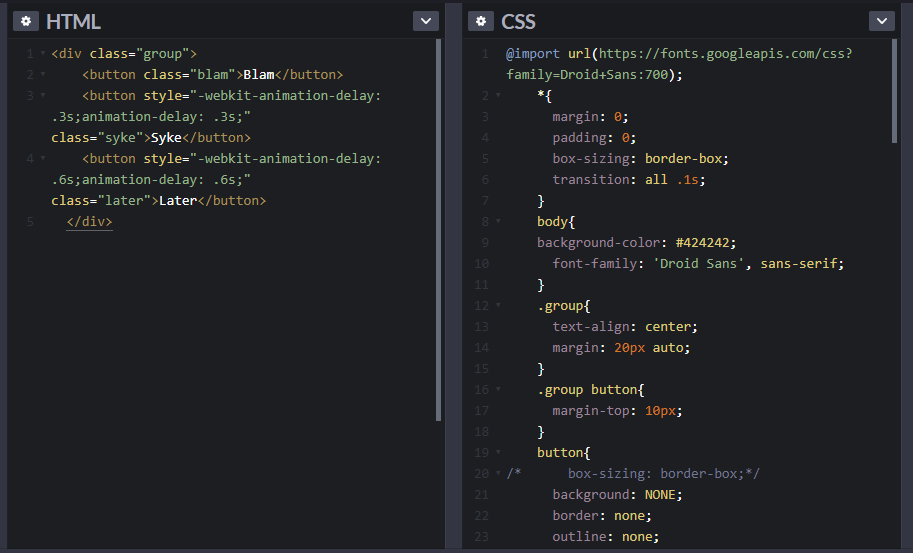 HTML
1 <div class="group">
2 <button class="blam">Blam</button>
3 <button style="-webkit-animation-delay:
.3s;animation-delay: .3s;"
class="syke">Syke</button>
4 <button style="-webkit-animation-delay:
.6s;animation-delay: .6s;"
class="later">Later</button>
5 </div>
CSS
1 @import url(https://fonts.googleapis.com/css?
family=Droid+Sans:700);
2 *{
3 margin: 0;
4 padding: 0;
5 box-sizing: border-box;
6 transition: all .1s;
7 }
8 body{
9 background-color: #424242;
10 font-family: 'Droid Sans', sans-serif;
11 }
12 .group{
13 text-align: center;
14 margin: 20px auto;
15 }
16 .group button{
17 margin-top: 10px;
18 }
19 button{
20 /* box-sizing: border-box;*/
21 background: NONE;
22 border: none;
23 outline: none;